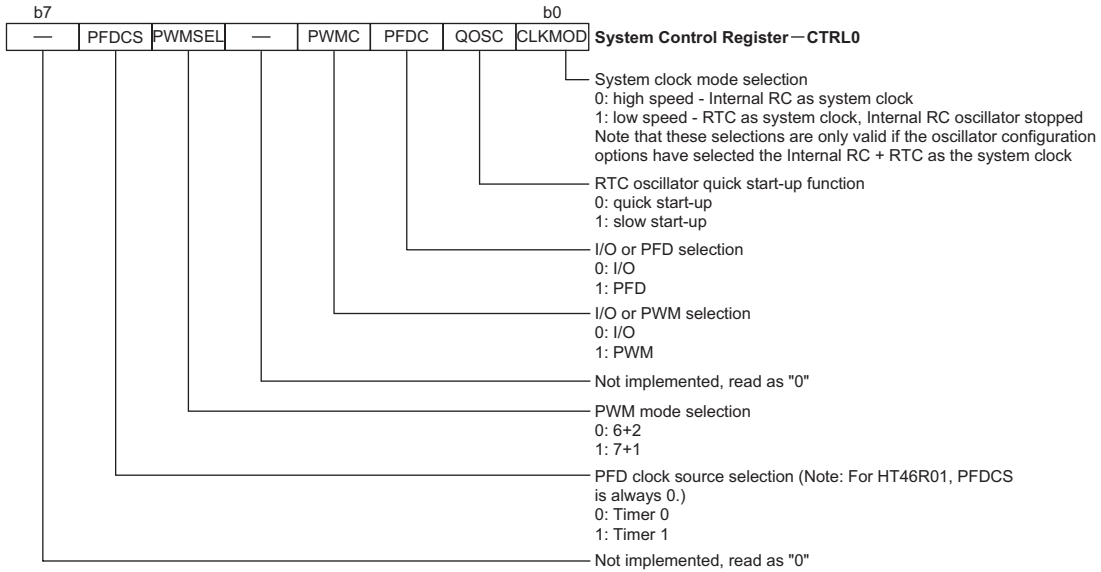 b7 b0
— PFDCS PWMSEL — PWMC PFDC QOSC CLKMOD System Control Register—CTRL0
System clock mode selection
0: high speed - Internal RC as system clock
1: low speed - RTC as system clock, Internal RC oscillator stopped
Note that these selections are only valid if the oscillator configuration
options have selected the Internal RC + RTC as the system clock
RTC oscillator quick start-up function
0: quick start-up
1: slow start-up
I/O or PFD selection
0: I/O
1: PFD
I/O or PWM selection
0: I/O
1: PWM
Not implemented, read as "0"
PWM mode selection
0: 6+2
1: 7+1
PFD clock source selection (Note: For HT46R01, PFDCS
is always 0.)
0: Timer 0
1: Timer 1
Not implemented, read as "0"